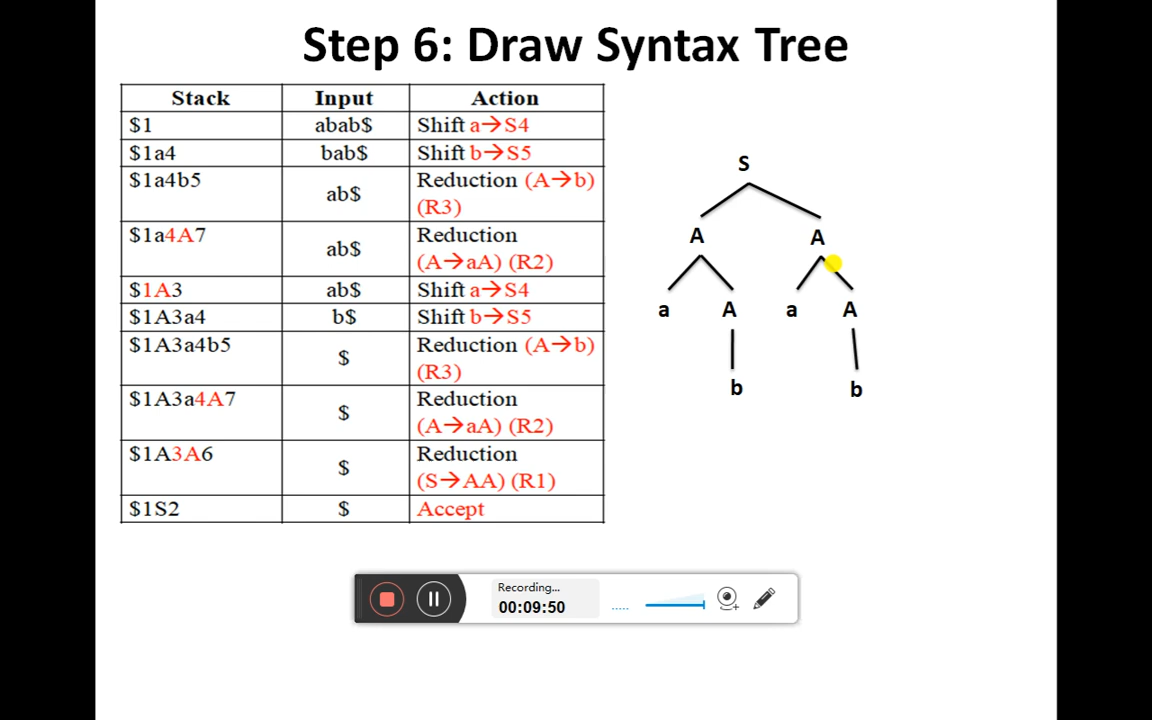 Step 6: Draw Syntax Tree
Stack Input Action
$1 abab$ Shift a→S4
$1a4 bab$ Shift b→S5
$1a4b5 ab$ Reduction (A→b)
(R3)
$1a4A7 ab$ Reduction
(A→aA) (R2)
$1A3 ab$ Shift a→S4
$1A3a4 b$ Shift b→S5
$1A3a4b5 $ Reduction (A→b)
(R3)
$1A3a4A7 $ Reduction
(A→aA) (R2)
$1A3A6 $ Reduction
(S→AA) (R1)
$1S2 $ Accept
S
A A
a A a A
b b
Recording...
00:09:50